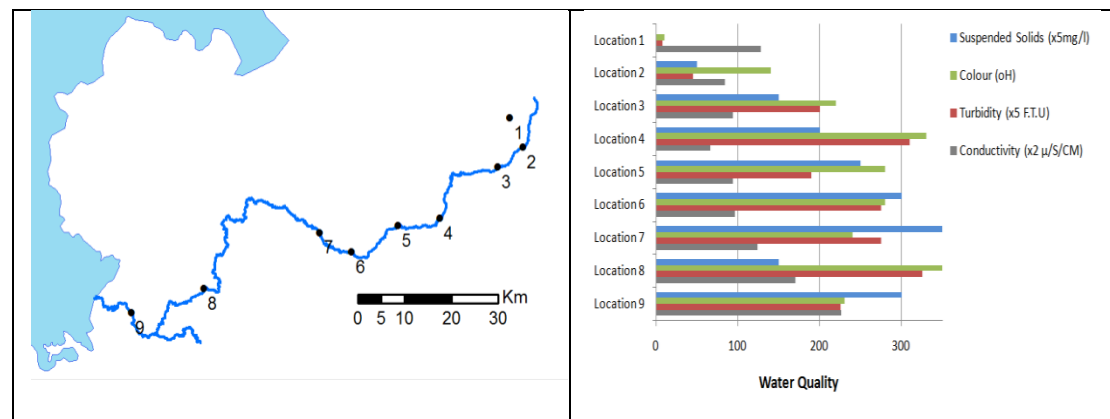 1
2
3
4
5
6
7
8
9
Km
0 5 10 20 30
Location 1
Location 2
Location 3
Location 4
Location 5
Location 6
Location 7
Location 8
Location 9
0 100 200 300
Water Quality
Suspended Solids (x5mg/l)
Colour (oH)
Turbidity (x5 F.T.U)
Conductivity (x2 µ/S/CM)